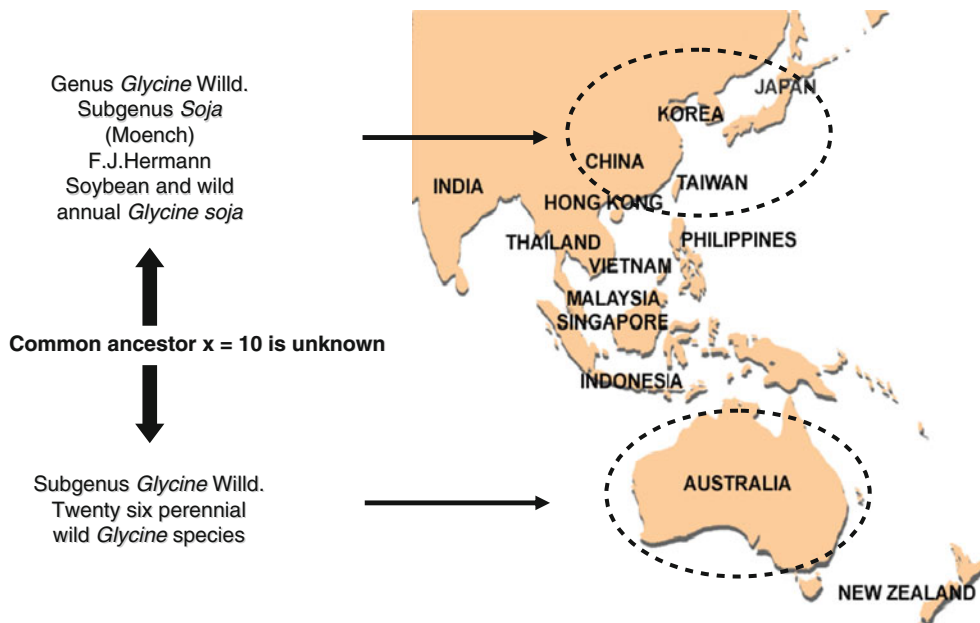 Genus Glycine Willd.
Subgenus Soja
(Moench)
F.J.Hermann
Soybean and wild
annual Glycine soja
Common ancestor x = 10 is unknown
Subgenus Glycine Willd.
Twenty six perennial
wild Glycine species
JAPAN
KOREA
CHINA
TAIWAN
INDIA
HONG KONG
THAILAND
PHILIPPINES
VIETNAM
MALAYSIA
SINGAPORE
INDONESIA
AUSTRALIA
NEW ZEALAND